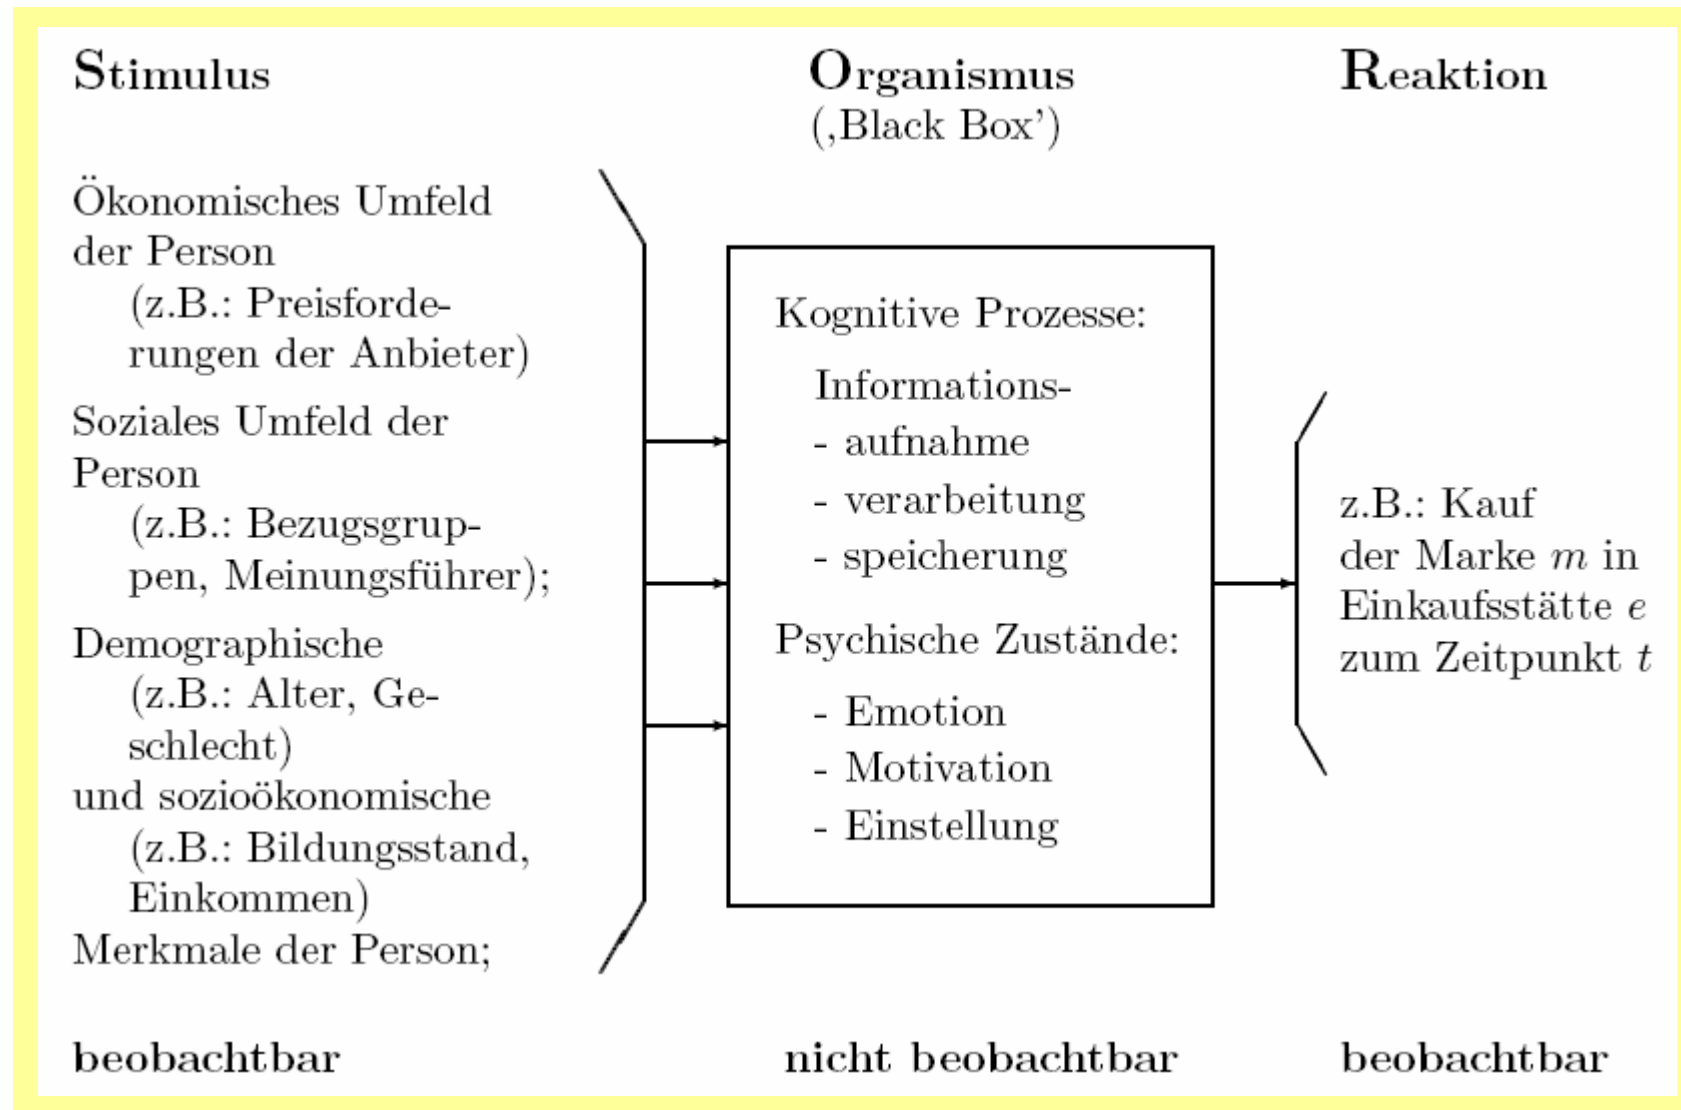 Stimulus
Organismus
(‚Black Box’)
Reaktion
Ökonomisches Umfeld
der Person
(z.B.: Preisforde-
rungen der Anbieter)
Soziales Umfeld der
Person
(z.B.: Bezugsgrup-
pen, Meinungsführer);
Demographische
(z.B.: Alter, Ge-
schlecht)
und sozioökonomische
(z.B.: Bildungsstand,
Einkommen)
Merkmale der Person;
Kognitive Prozesse:
Informations-
- aufnahme
- verarbeitung
- speicherung
Psychische Zustände:
- Emotion
- Motivation
- Einstellung
z.B.: Kauf
der Marke m in
Einkaufsstätte e
zum Zeitpunkt t
beobachtbar
nicht beobachtbar
beobachtbar